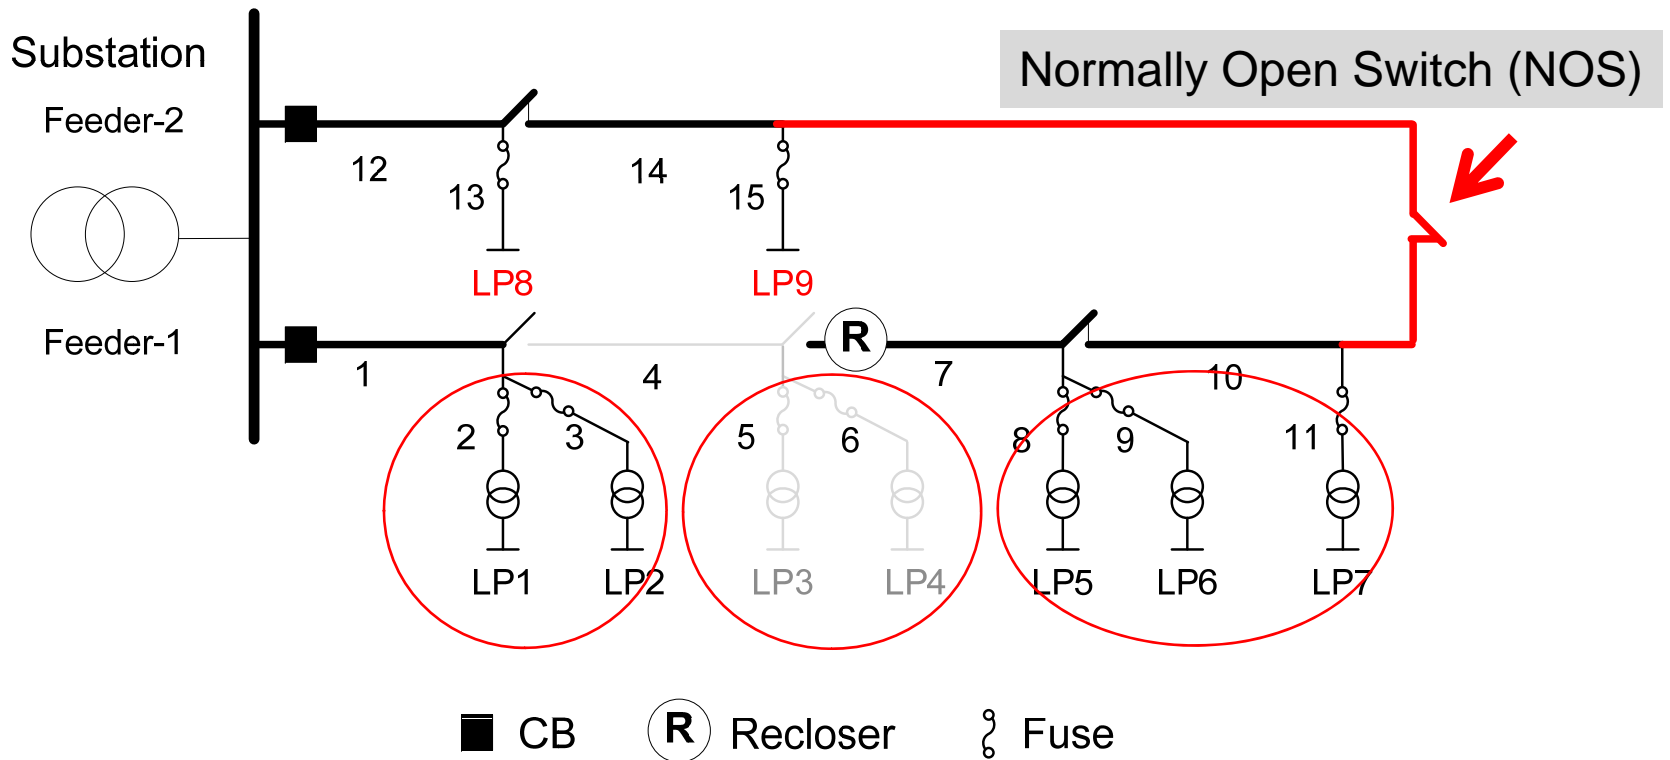 Substation
Normally Open Switch (NOS)
Feeder-2
12
13
14
15
LP8
LP9
Feeder-1
R
1
4
7
10
2
3
5
6
8
9
11
LP1
LP2
LP3
LP4
LP5
LP6
LP7
CB
R
Recloser
Fuse